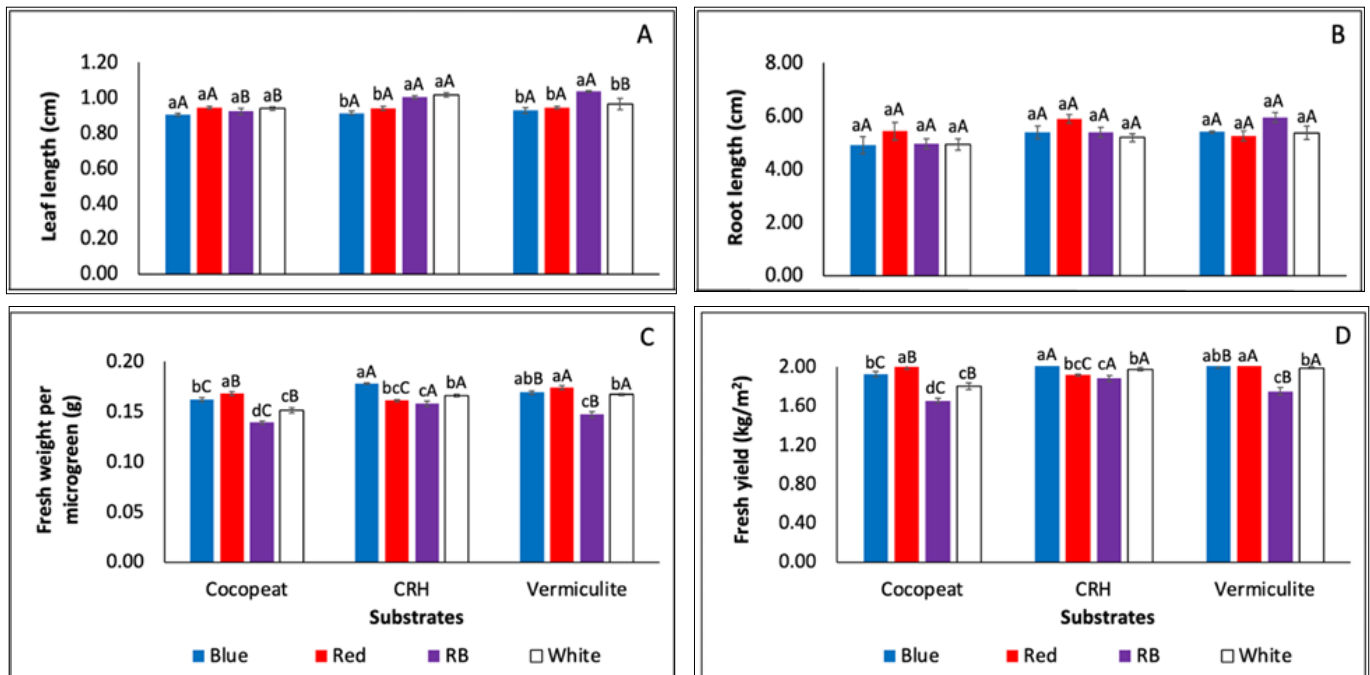 A
Leaf length (cm)
1.20
1.00
0.80
0.60
0.40
0.20
0.00
aA aA aB aB
bA bA aA aA
bA bA aA bB
B
Root length (cm)
8.00
6.00
4.00
2.00
0.00
aA aA aA aA
aA aA aA aA
aA aA aA aA
C
Fresh weight per
microgreen (g)
0.20
0.15
0.10
0.05
0.00
bC aB dC cB
aA bcC cA bA
abB aA cB bA
Cocopeat CRH Vermiculite
Substrates
Blue Red RB White
D
Fresh yield (kg/m²)
2.00
1.60
1.20
0.80
0.40
0.00
bC aB dC cB
aA bcC cA bA
abB aA cB bA
Cocopeat CRH Vermiculite
Substrates
Blue Red RB White